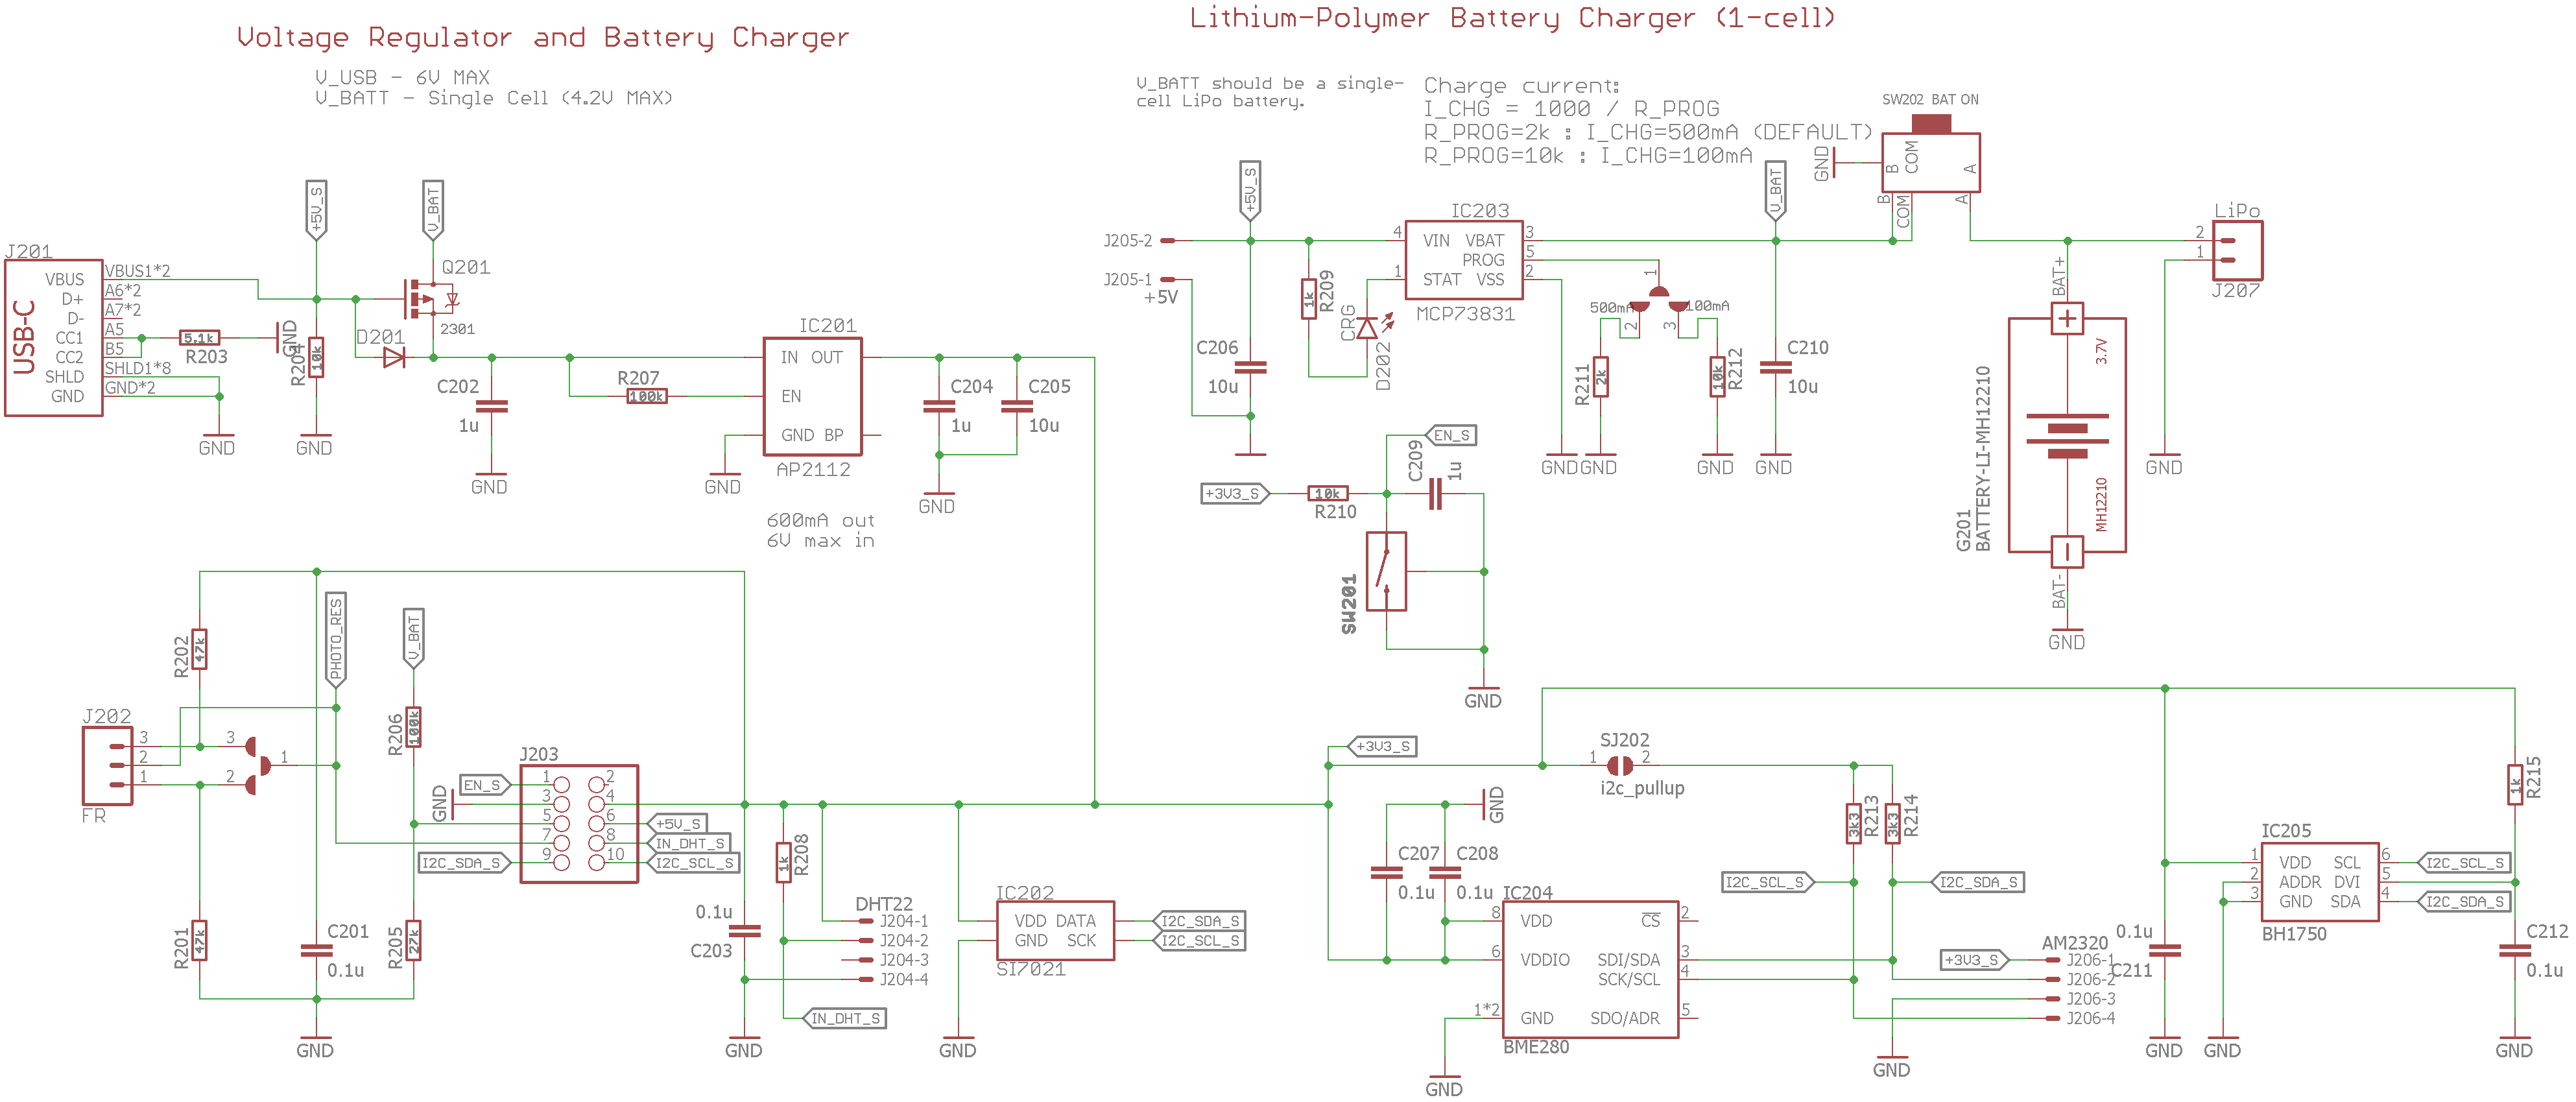 Voltage Regulator and Battery Charger
V_USB - 6V MAX
V_BATT - Single Cell (4.2V MAX)
Lithium-Polymer Battery Charger (1-cell)
V_BATT should be a single-
cell LiPo battery.
Charge current:
I_CHG = 1000 / R_PROG
R_PROG=2k : I_CHG=500mA (DEFAULT)
R_PROG=10k : I_CHG=100mA
J201
USB-C
VBUS
D+
D-
CC1
CC2
SHLD
GND
VBUS1*2
A6*2
A7*2
A5
B5
SHLD1*8
GND*2
GND
5.1k
R203
GND
+5V_S
R204
10k
GND
V_BAT
Q201
2301
D201
C202
1u
GND
R207
100k
IC201
IN OUT
EN
GND BP
AP2112
GND
600mA out
6V max in
C204
1u
C205
10u
GND
J205-2
J205-1
+5V
+5V_S
C206
10u
R209
1k
CRG
D202
IC203
4
1
VIN VBAT
PROG
STAT VSS
3
5
2
MCP73831
GND
1
500mA
100mA
2
3
R211
2k
GND
R212
10k
GND
V_BAT
C210
10u
GND
SW202 BAT ON
GND
B
COM
A
B
COM
A
LiPo
2
1
J207
GND
BAT+
3.7V
MH12210
BAT-
GND
G201
BATTERY-LI-MH12210
EN_S
C209
1u
+3V3_S
10k
R210
SW201
GND
R202
47k
PHOTO_RES
V_BAT
J202
3
2
1
FR
3
2
1
R206
100k
R201
47k
C201
0.1u
R205
27k
GND
J203
EN_S
GND
1
3
5
7
9
2
4
6
8
10
+5V_S
IN_DHT_S
I2C_SDA_S
I2C_SCL_S
R208
1k
0.1u
C203
GND
DHT22
J204-1
J204-2
J204-3
J204-4
IN_DHT_S
IC202
VDD DATA
GND SCK
SI7021
I2C_SDA_S
I2C_SCL_S
GND
+3V3_S
GND
C207
0.1u
C208
0.1u
SJ202
1 2
i2c_pullup
IC204
8
6
1*2
VDD CS
VDDIO SDI/SDA
SCK/SCL
GND SDO/ADR
2
3
4
5
BME280
GND
R213
3k3
R214
3k3
I2C_SCL_S
I2C_SDA_S
AM2320
+3V3_S
J206-1
J206-2
J206-3
J206-4
GND
0.1u
C211
GND
IC205
1
2
3
VDD SCL
ADDR DVI
GND SDA
6
5
4
BH1750
GND
I2C_SCL_S
I2C_SDA_S
R215
1k
C212
0.1u
GND